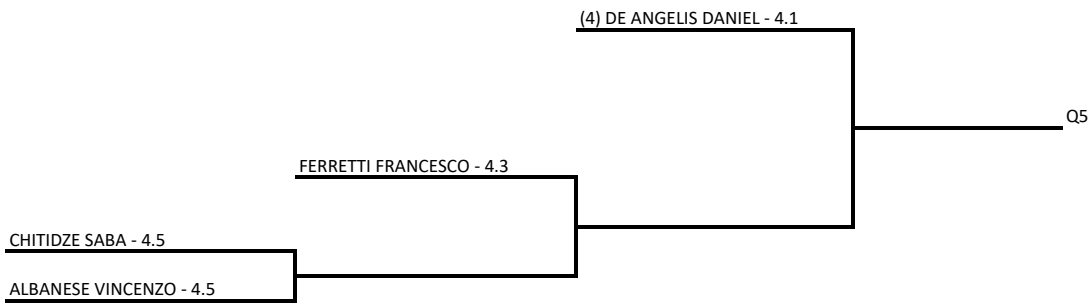 (4) DE ANGELIS DANIEL - 4.1
Q5
FERRETTI FRANCESCO - 4.3
CHITIDZE SABA - 4.5
ALBANESE VINCENZO - 4.5